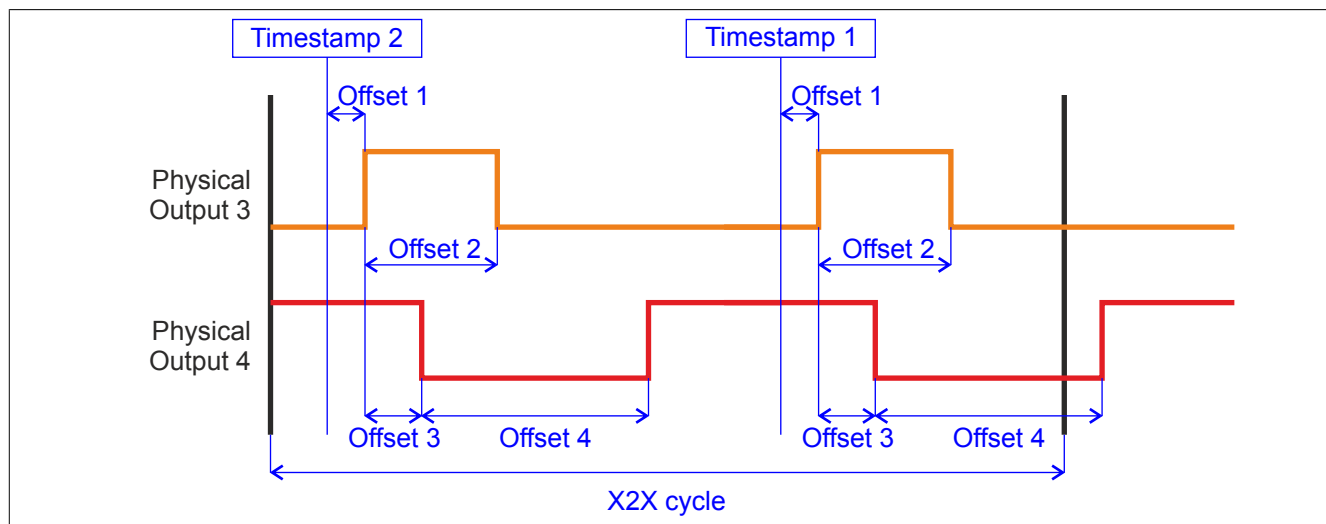 Timestamp 2
Timestamp 1
Offset 1
Offset 1
Physical
Output 3
Offset 2
Offset 2
Physical
Output 4
Offset 3
Offset 4
Offset 3
Offset 4
X2X cycle